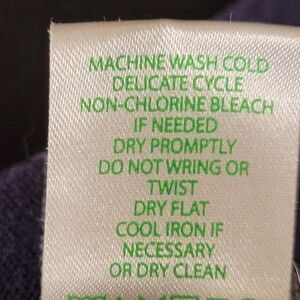 MACHINE WASH COLD
DELICATE CYCLE
NON-CHLORINE BLEACH
IF NEEDED
DRY PROMPTLY
DO NOT WRING OR
TWIST
DRY FLAT
COOL IRON IF
NECESSARY
OR DRY CLEAN